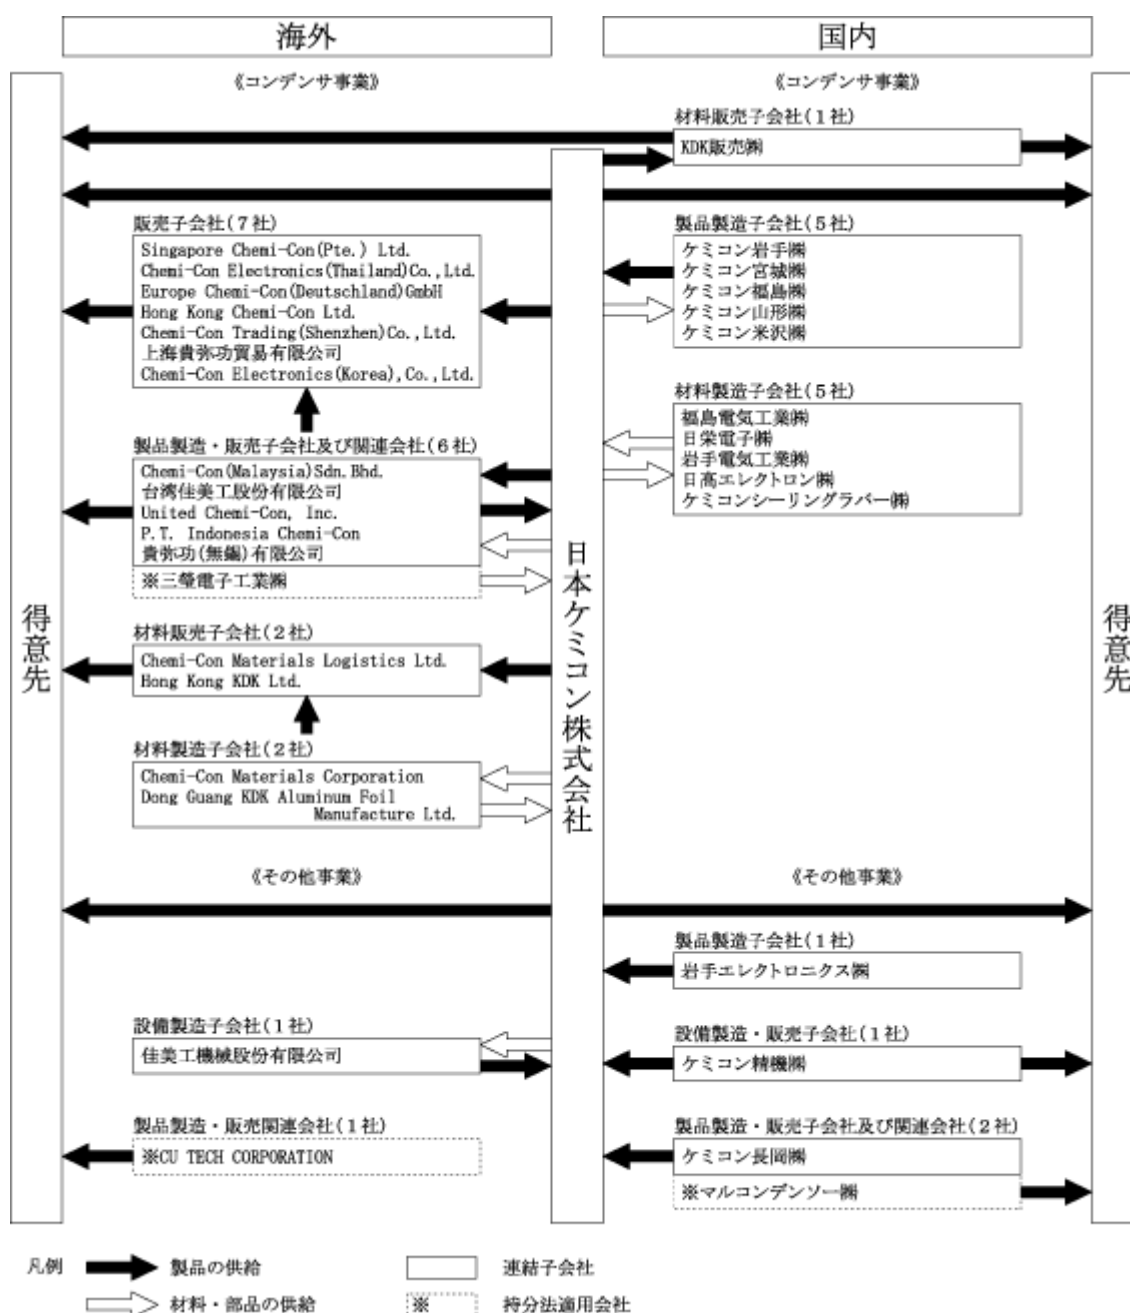 海外
国内
《コンデンサ事業》
《コンデンサ事業》
材料販売子会社(1社)
KDK販売㈱
販売子会社(7社)
Singapore Chemi-Con(Pte.) Ltd.
Chemi-Con Electronics(Thailand)Co.,Ltd.
Europe Chemi-Con(Deutschland)GmbH
Hong Kong Chemi-Con Ltd.
Chemi-Con Trading(Shenzhen)Co.,Ltd.
上海貴弥功貿易有限公司
Chemi-Con Electronics(Korea),Co.,Ltd.
製品製造子会社(5社)
ケミコン岩手㈱
ケミコン宮城㈱
ケミコン福島㈱
ケミコン山形㈱
ケミコン米沢㈱
製品製造・販売子会社及び関連会社(6社)
Chemi-Con(Malaysia)Sdn.Bhd.
台湾佳美工股份有限公司
United Chemi-Con, Inc.
P.T. Indonesia Chemi-Con
貴弥功(無錫)有限公司
※三瑩電子工業㈱
材料製造子会社(5社)
福島電気工業㈱
日栄電子㈱
岩手電気工業㈱
日高エレクトロン㈱
ケミコンシーリングラバー㈱
得意先
日本ケミコン株式会社
得意先
材料販売子会社(2社)
Chemi-Con Materials Logistics Ltd.
Hong Kong KDK Ltd.
材料製造子会社(2社)
Chemi-Con Materials Corporation
Dong Guang KDK Aluminum Foil
Manufacture Ltd.
《その他事業》
《その他事業》
製品製造子会社(1社)
岩手エレクトロニクス㈱
設備製造子会社(1社)
佳美工機械股份有限公司
設備製造・販売子会社(1社)
ケミコン精機㈱
製品製造・販売関連会社(1社)
※CU TECH CORPORATION
製品製造・販売子会社及び関連会社(2社)
ケミコン長岡㈱
※マルコンデンソー㈱
凡例
製品の供給
連結子会社
材料・部品の供給
※
持分法適用会社